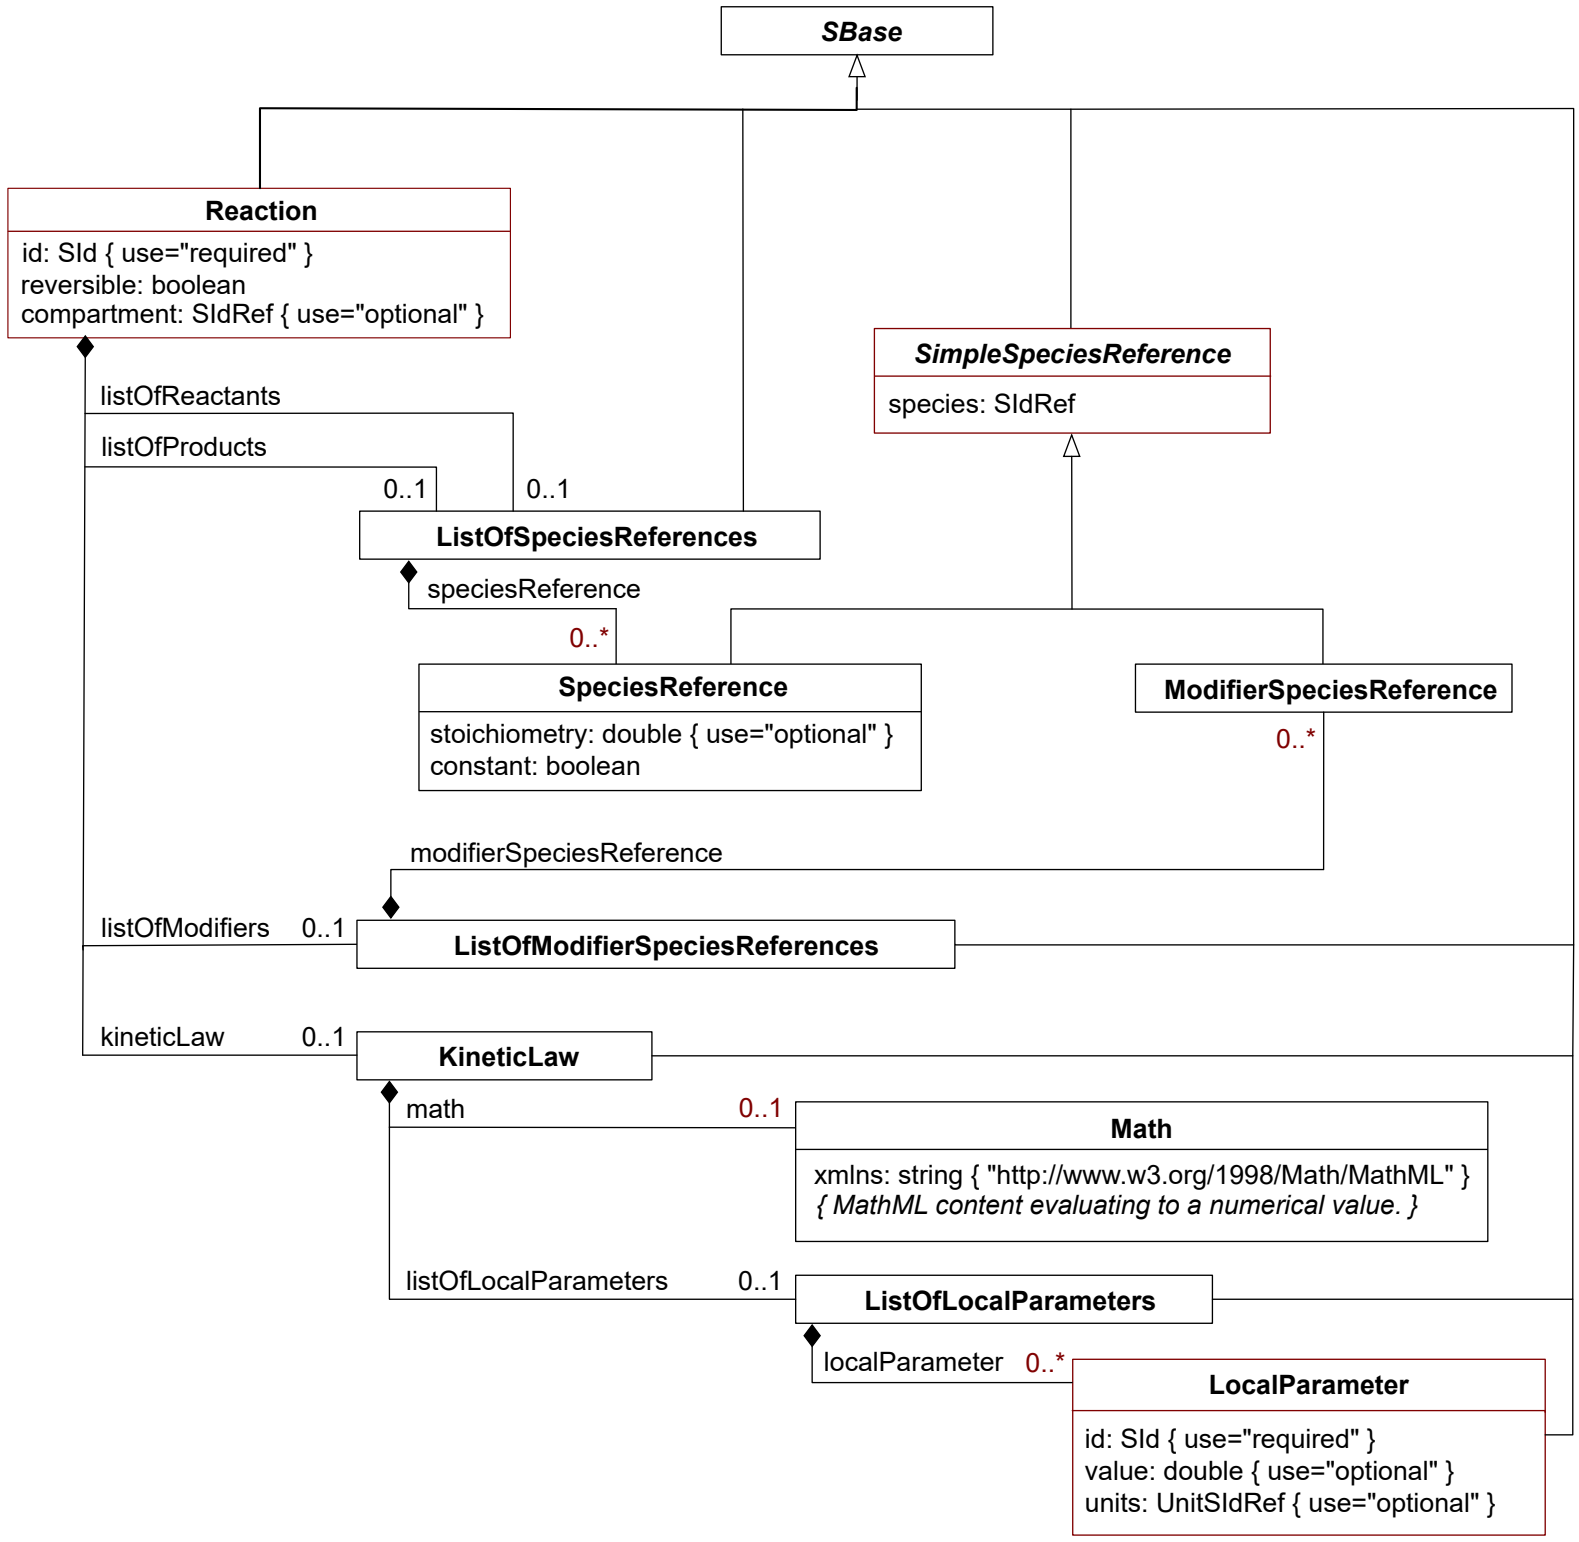 SBase
Reaction
id: SId { use="required" }
reversible: boolean
compartment: SIdRef { use="optional" }
SimpleSpeciesReference
species: SIdRef
listOfReactants
listOfProducts
0..1
0..1
ListOfSpeciesReferences
speciesReference
0..*
SpeciesReference
stoichiometry: double { use="optional" }
constant: boolean
ModifierSpeciesReference
0..*
modifierSpeciesReference
listOfModifiers
0..1
ListOfModifierSpeciesReferences
kineticLaw
0..1
KineticLaw
math
0..1
Math
xmlns: string { "http://www.w3.org/1998/Math/MathML" }
{ MathML content evaluating to a numerical value. }
listOfLocalParameters
0..1
ListOfLocalParameters
localParameter
0..*
LocalParameter
id: SId { use="required" }
value: double { use="optional" }
units: UnitSIdRef { use="optional" }